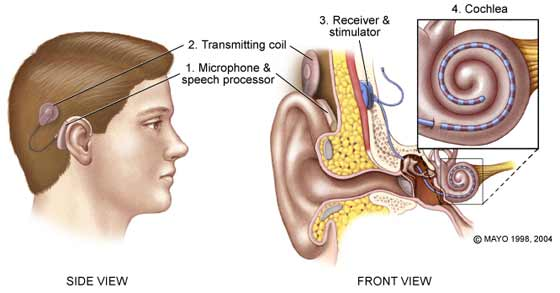 4. Cochlea
3. Receiver &
stimulator
2. Transmitting coil
1. Microphone &
speech processor
© MAYO 1998, 2004
SIDE VIEW
FRONT VIEW